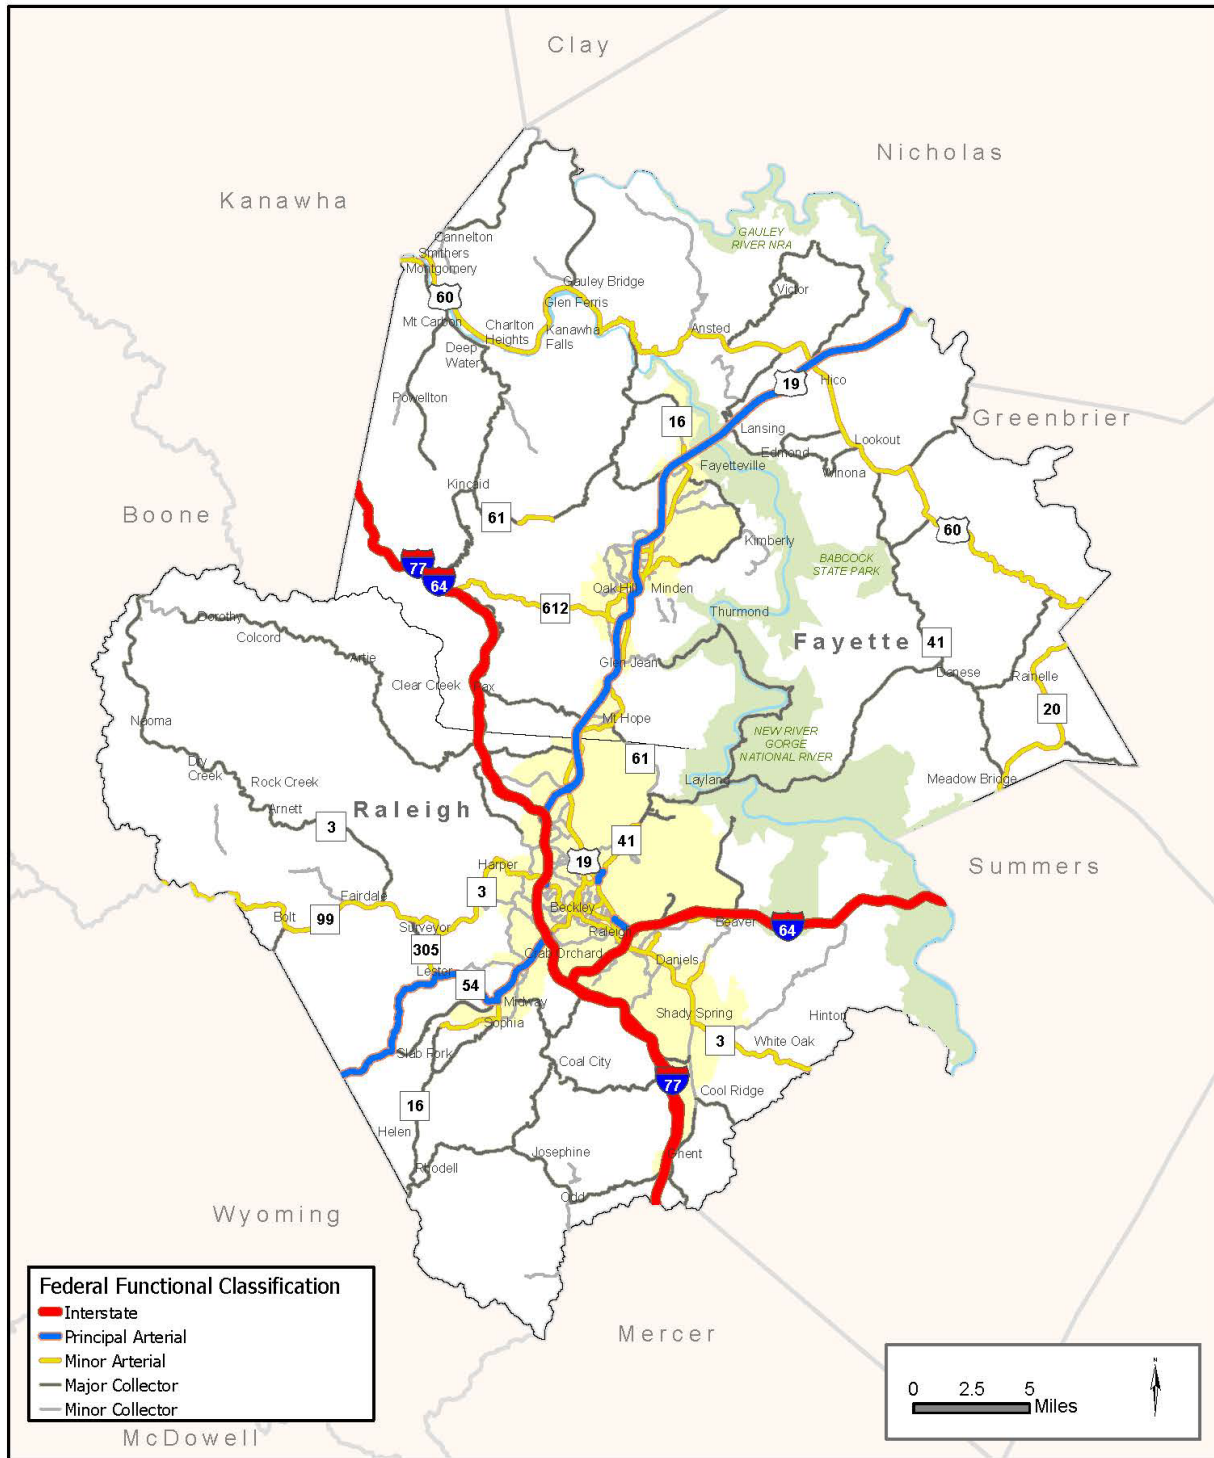 Clay
Nicholas
Kanawha
GAULEY
RIVER NRA
Cannelton
Smithers
Montgomery
60
Gauley Bridge
Victor
Glen Ferris
Mt Carbon
Charlton
Heights
Kanawha
Falls
Ansted
Deep
Water
19
Hico
Powellton
16
Lansing
Greenbrier
Edmond
Lookout
Fayetteville
Winona
Kincaid
Boone
61
60
Kimberly
BABCOCK
STATE PARK
77
64
Oak Hill
Minden
612
Thurmond
Dorothy
Colcord
Fayette
41
Artie
Glen Jean
Danese
Rainelle
Clear Creek
Pax
20
Naoma
Mt Hope
NEW RIVER
GORGE
NATIONAL RIVER
61
Dry
Creek
Rock Creek
Layland
Meadow Bridge
Arnett
Raleigh
3
41
19
Summers
Harper
3
Fairdale
Beckley
Bolt
99
Surveyor
Raleigh
Beaver
64
305
Crab Orchard
Lester
Daniels
54
Midway
Sophia
Shady Spring
Hinton
3
White Oak
Slab Fork
Coal City
77
Cool Ridge
16
Helen
Josephine
Ghent
Rhodell
Odd
Wyoming
Mercer
McDowell
Federal Functional Classification
Interstate
Principal Arterial
Minor Arterial
Major Collector
Minor Collector
N
0 2.5 5
Miles